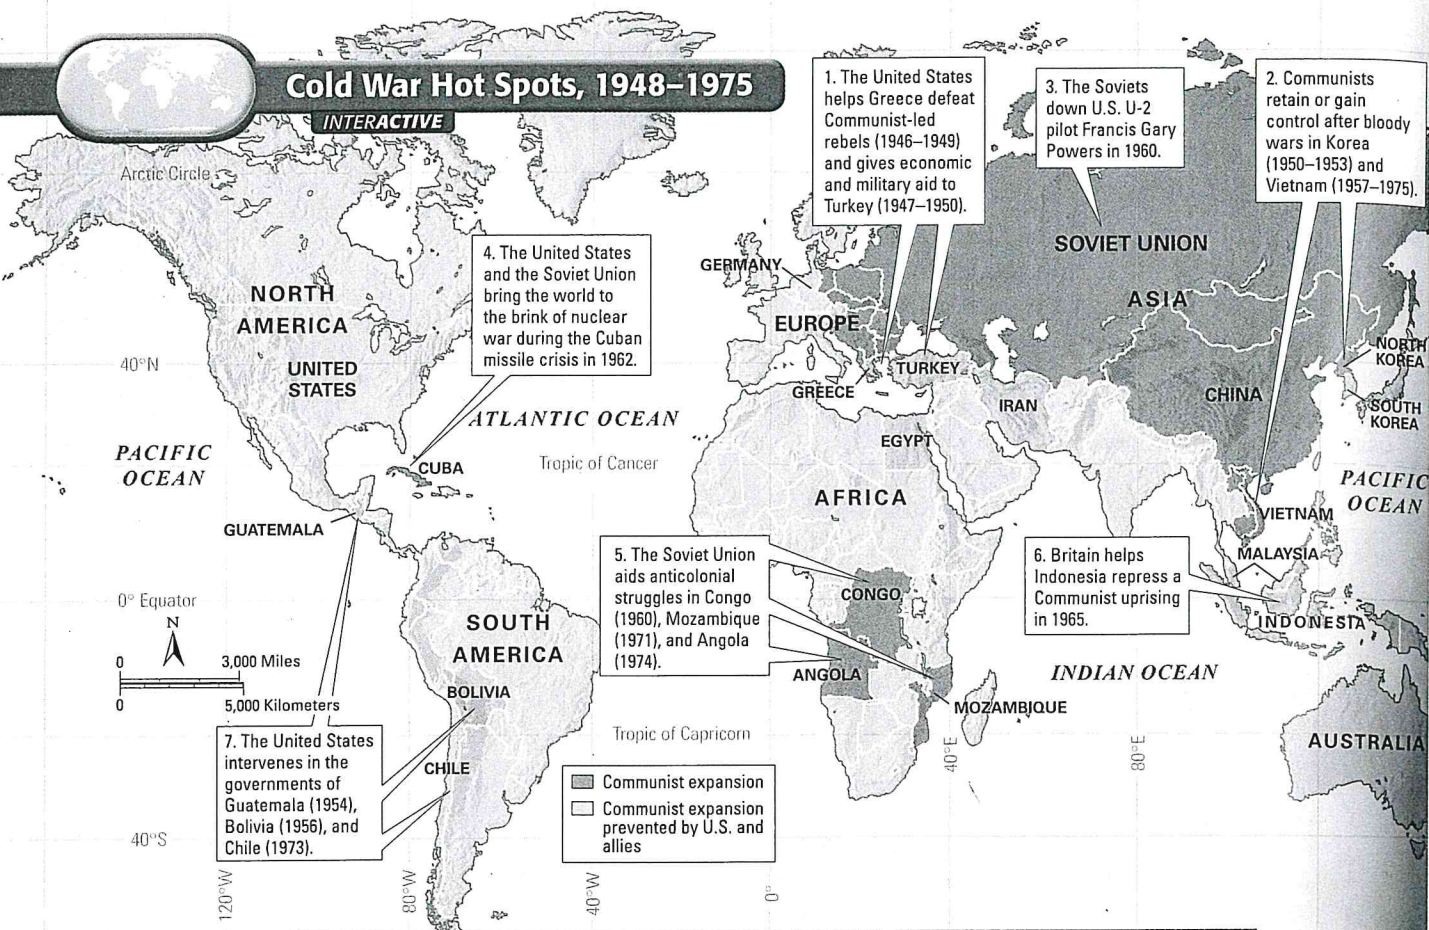 Cold War Hot Spots, 1948–1975
INTERACTIVE
1. The United States
helps Greece defeat
Communist-led
rebels (1946–1949)
and gives economic
and military aid to
Turkey (1947–1950).
3. The Soviets
down U.S. U-2
pilot Francis Gary
Powers in 1960.
2. Communists
retain or gain
control after bloody
wars in Korea
(1950–1953) and
Vietnam (1957–1975).
Arctic Circle
4. The United States
and the Soviet Union
bring the world to
the brink of nuclear
war during the Cuban
missile crisis in 1962.
NORTH
AMERICA
UNITED
STATES
40°N
GERMANY
EUROPE
SOVIET UNION
ASIA
GREECE
TURKEY
IRAN
CHINA
NORTH
KOREA
SOUTH
KOREA
ATLANTIC OCEAN
PACIFIC
OCEAN
CUBA
Tropic of Cancer
EGYPT
AFRICA
PACIFIC
OCEAN
GUATEMALA
VIETNAM
MALAYSIA
5. The Soviet Union
aids anticolonial
struggles in Congo
(1960), Mozambique
(1971), and Angola
(1974).
6. Britain helps
Indonesia repress a
Communist uprising
in 1965.
0° Equator
N
0
3,000 Miles
0
5,000 Kilometers
SOUTH
AMERICA
CONGO
INDONESIA
ANGOLA
INDIAN OCEAN
BOLIVIA
MOZAMBIQUE
Tropic of Capricorn
7. The United States
intervenes in the
governments of
Guatemala (1954),
Bolivia (1956), and
Chile (1973).
CHILE
40°E
80°E
AUSTRALIA
Communist expansion
Communist expansion
prevented by U.S. and
allies
40°S
120°W
80°W
40°W
0°